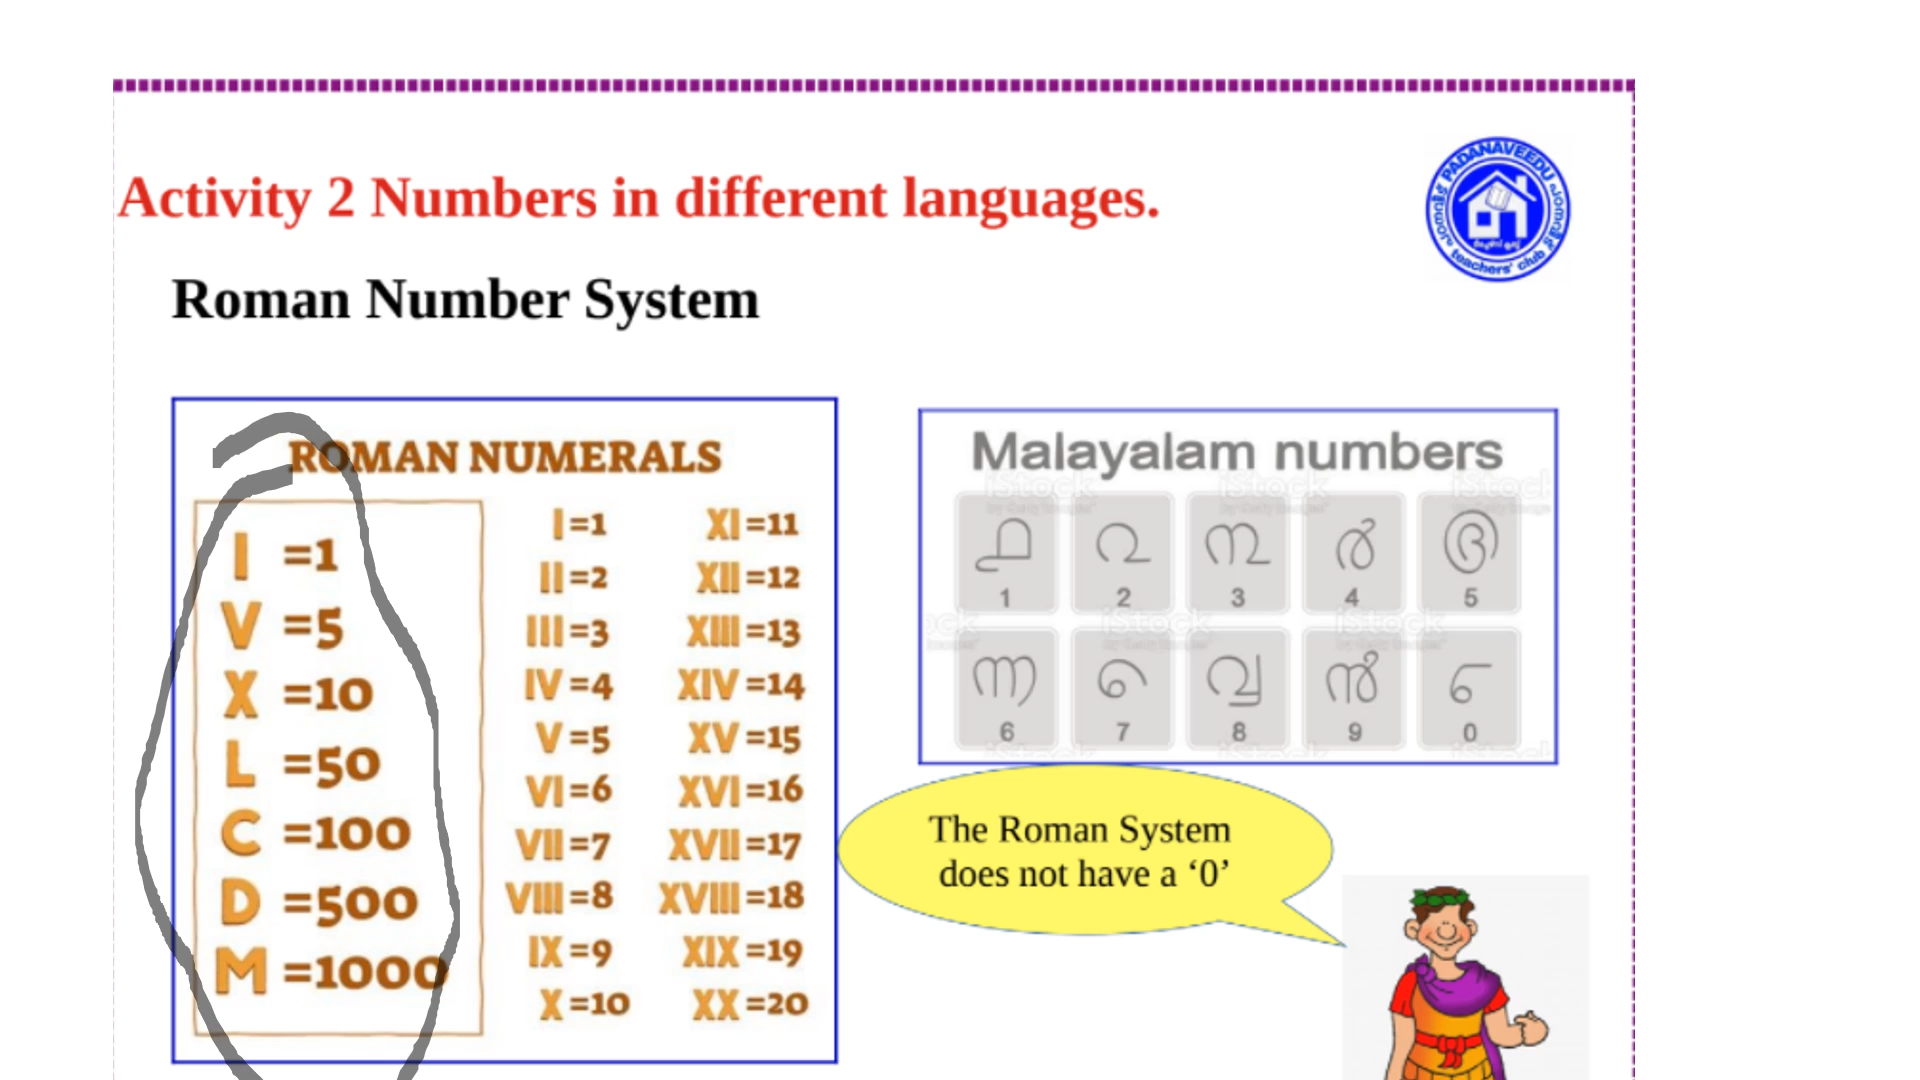 Activity 2 Numbers in different languages.
PADANAVEEDU
teachers' club
Roman Number System
ROMAN NUMERALS
I =1
V =5
X =10
L =50
C =100
D =500
M =1000
I =1
II =2
III =3
IV =4
V =5
VI =6
VII =7
VIII =8
IX =9
X =10
XI =11
XII =12
XIII =13
XIV =14
XV =15
XVI =16
XVII =17
XVIII =18
XIX =19
XX =20
Malayalam numbers
൧ ൨ ൩ ൪ ൫
1 2 3 4 5
൬ ൭ ൮ ൯ ൦
6 7 8 9 0
iStock
The Roman System
does not have a ‘0’